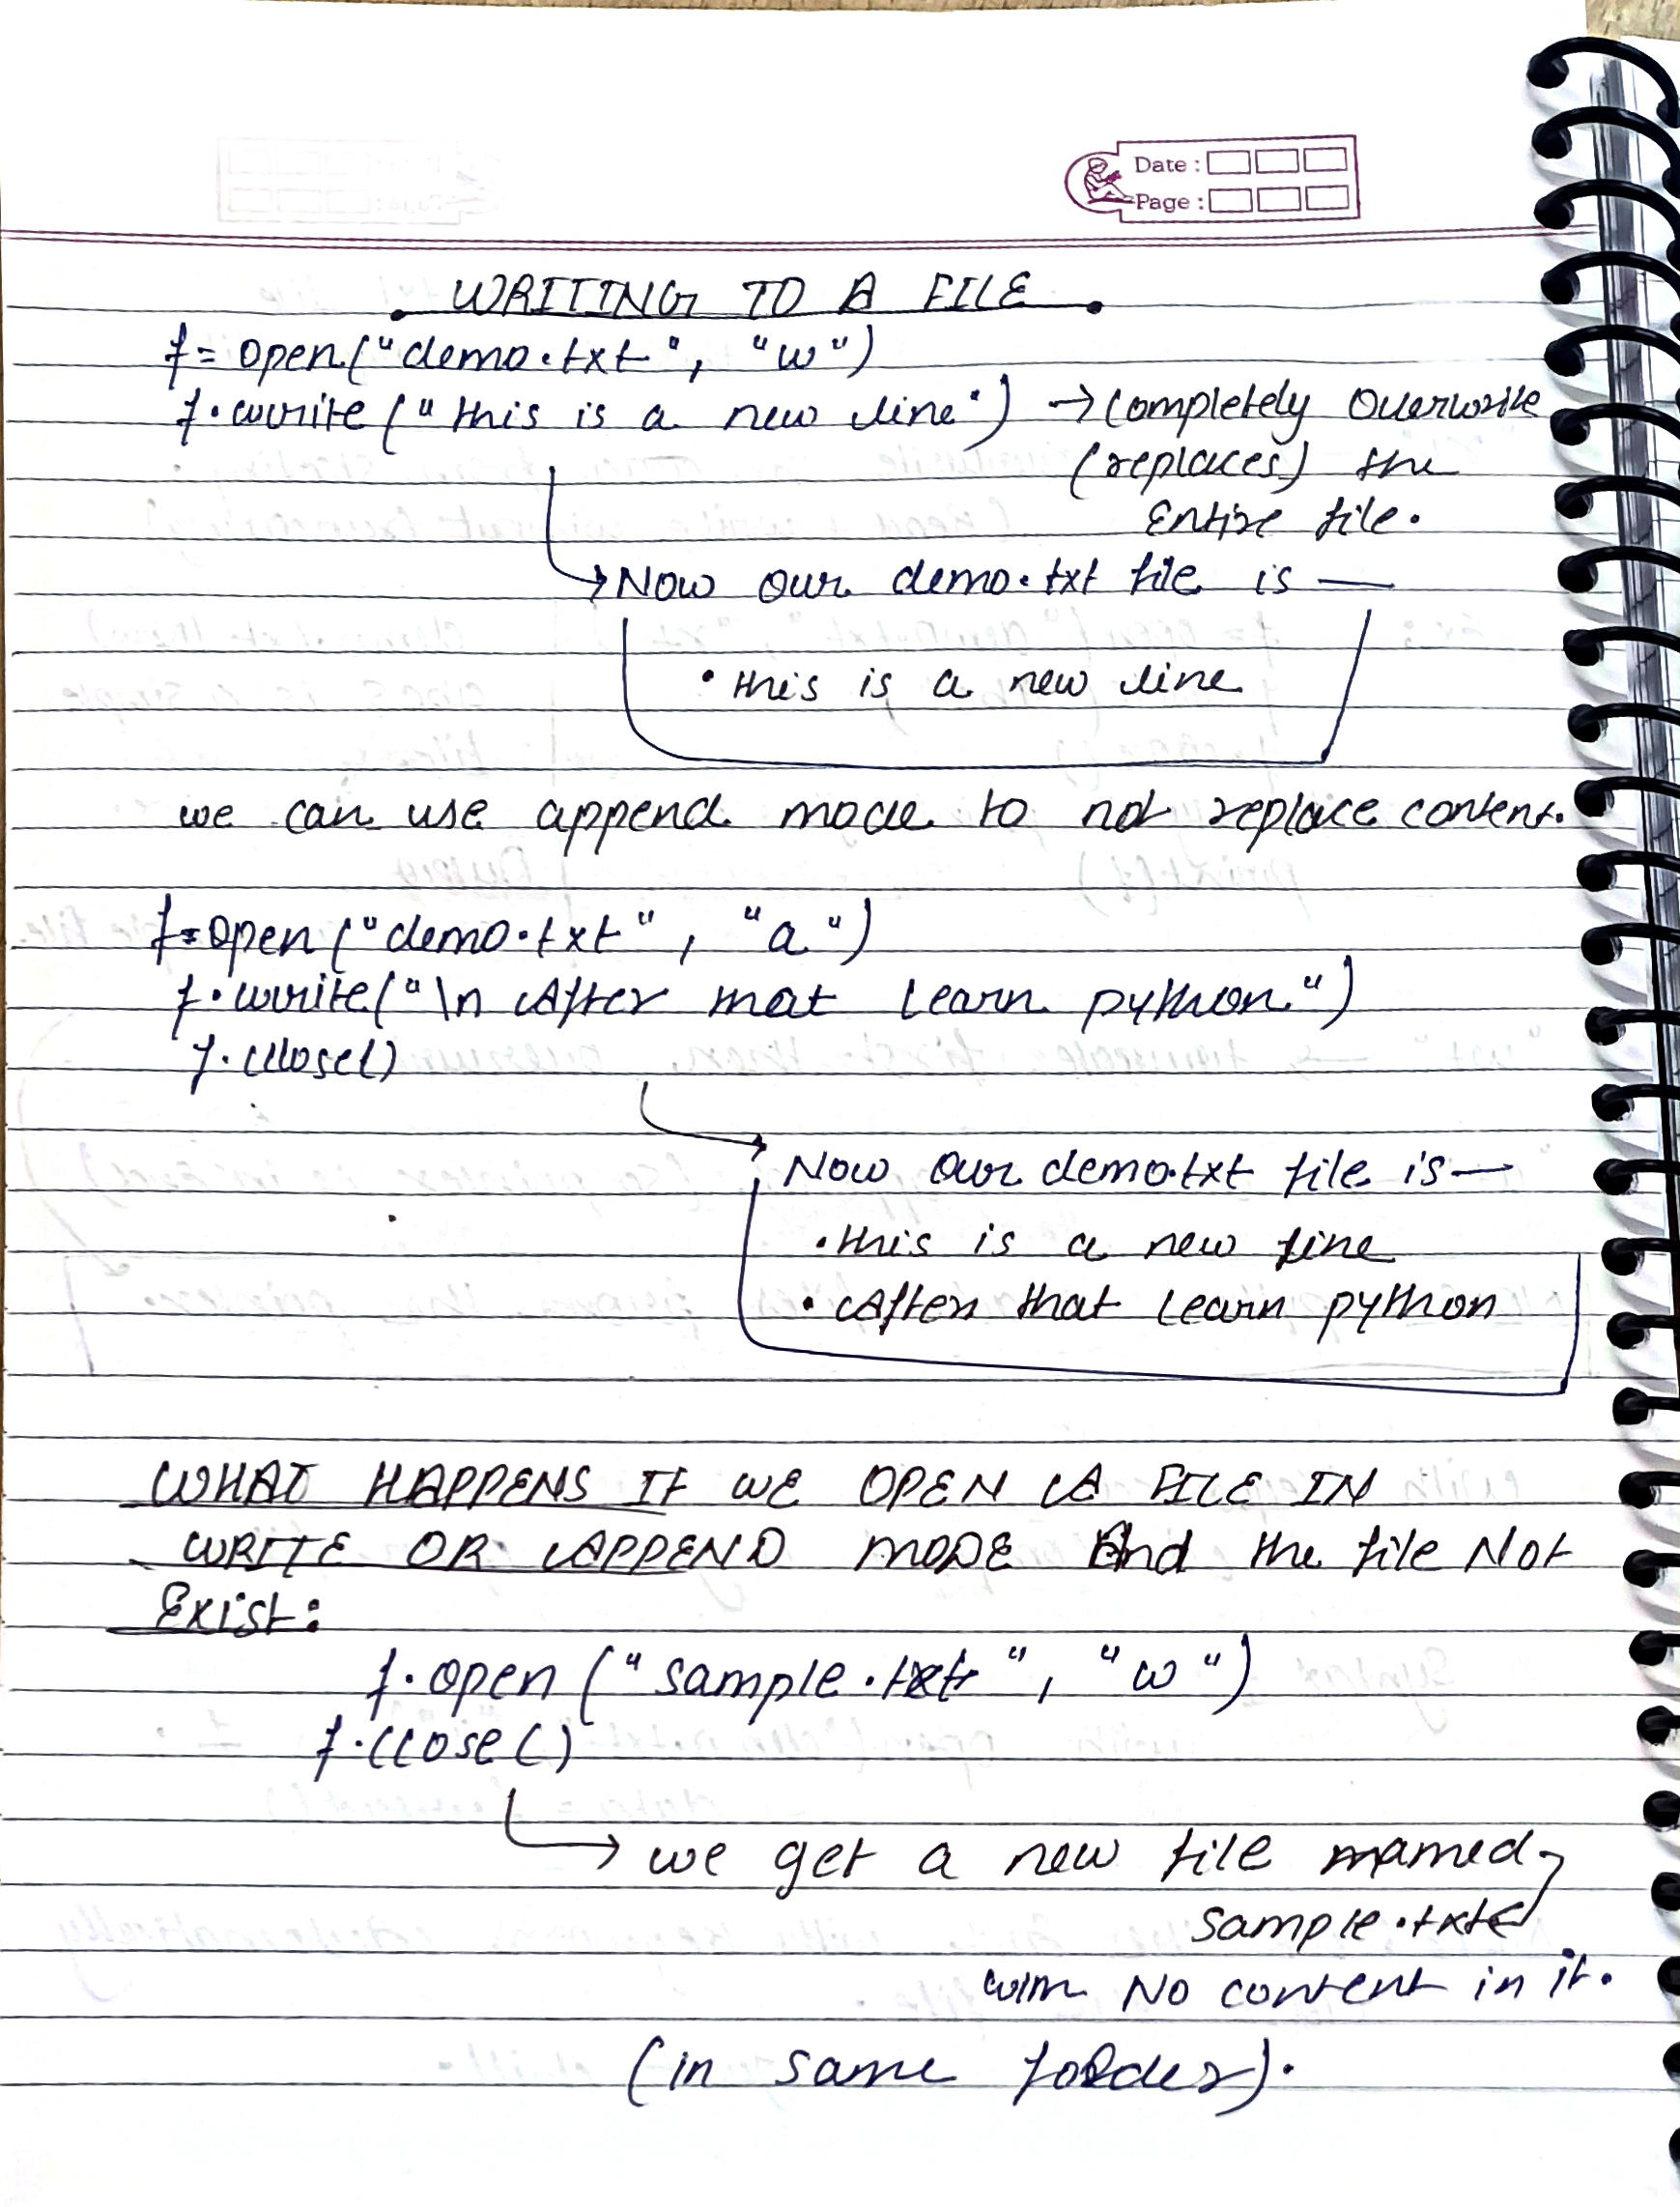 Date :
Page :
WRITING TO A FILE
f = open("demo.txt", "w")
f.write("this is a new line") → completely overwrite
(replaces) the
Entire file.
→ Now our demo.txt file is —
• this is a new line
we can use append mode to not replace content.
f = open("demo.txt", "a")
f.write("\n After that learn python")
f.close()
Now our demo.txt file is —
• this is a new line
• After that learn python
WHAT HAPPENS IF WE OPEN A FILE IN
WRITE OR APPEND MODE And the file Not
Exist:
f.open("sample.txt", "w")
f.close()
→ we get a new file named
sample.txt
with No content in it.
(in same folder).